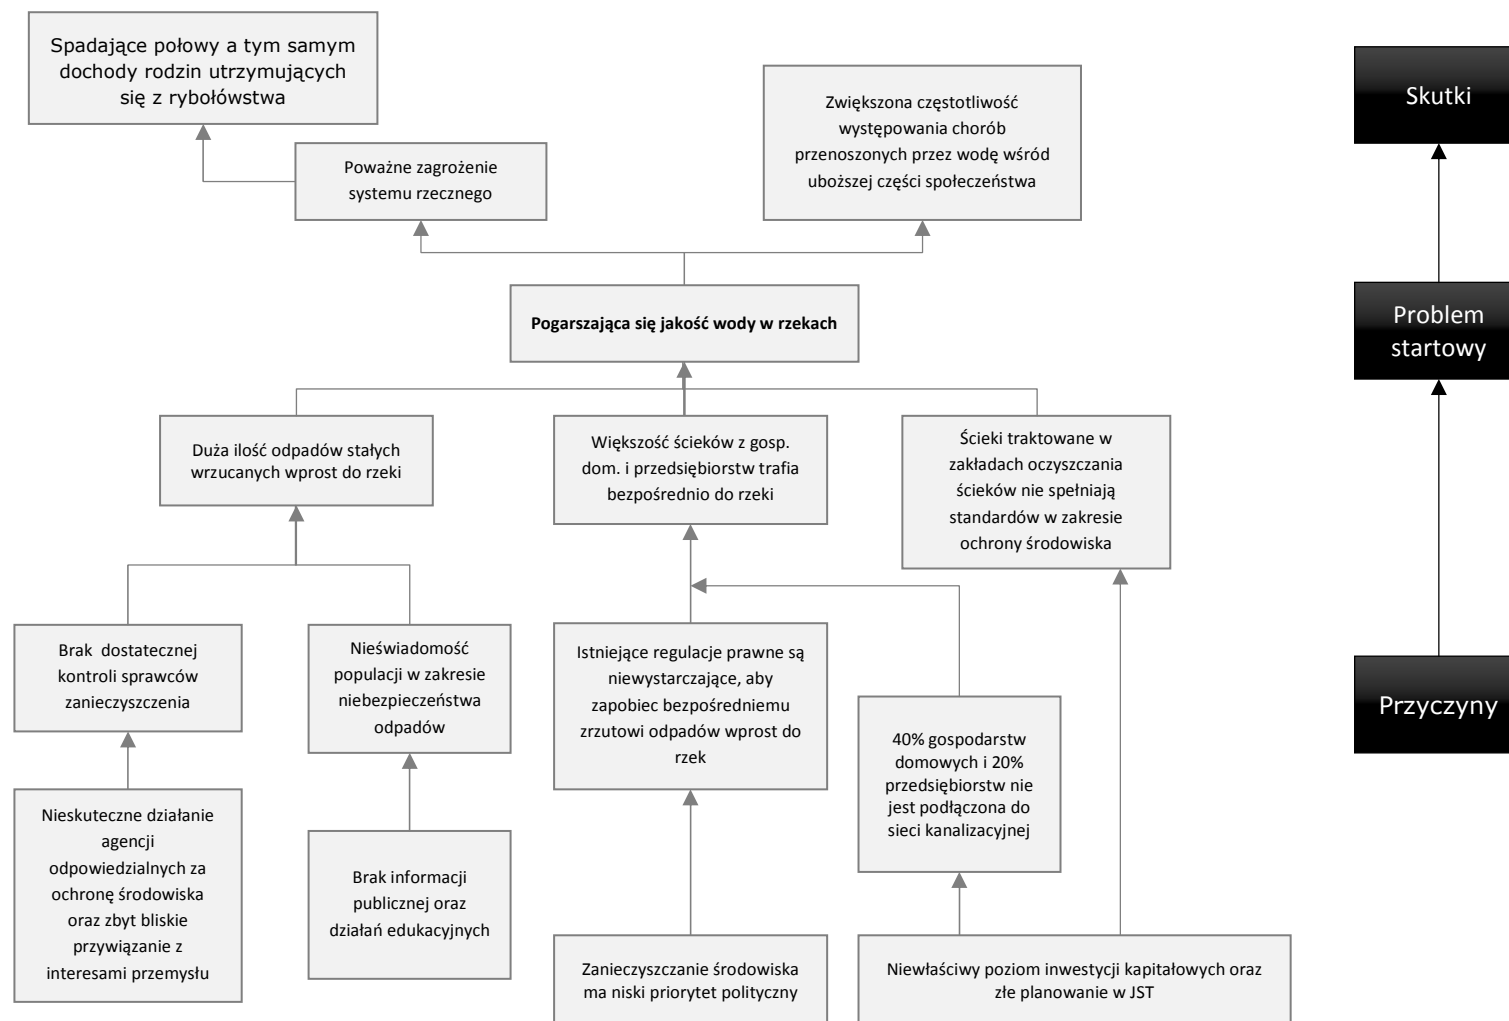 Spadające połowy a tym samym
dochody rodzin utrzymujących
się z rybołówstwa
Zwiększona częstotliwość
występowania chorób
przenoszonych przez wodę wśród
uboższej części społeczeństwa
Skutki
Poważne zagrożenie
systemu rzecznego
Pogarszająca się jakość wody w rzekach
Problem
startowy
Duża ilość odpadów stałych
wrzucanych wprost do rzeki
Większość ścieków z gosp.
dom. i przedsiębiorstw trafia
bezpośrednio do rzeki
Ścieki traktowane w
zakładach oczyszczania
ścieków nie spełniają
standardów w zakresie
ochrony środowiska
Brak dostatecznej
kontroli sprawców
zanieczyszczenia
Nieświadomość
populacji w zakresie
niebezpieczeństwa
odpadów
Istniejące regulacje prawne są
niewystarczające, aby
zapobiec bezpośredniemu
zrzutowi odpadów wprost do
rzek
40% gospodarstw
domowych i 20%
przedsiębiorstw nie
jest podłączona do
sieci kanalizacyjnej
Przyczyny
Nieskuteczne działanie
agencji
odpowiedzialnych za
ochronę środowiska
oraz zbyt bliskie
przywiązanie z
interesami przemysłu
Brak informacji
publicznej oraz
działań edukacyjnych
Zanieczyszczanie środowiska
ma niski priorytet polityczny
Niewłaściwy poziom inwestycji kapitałowych oraz
złe planowanie w JST